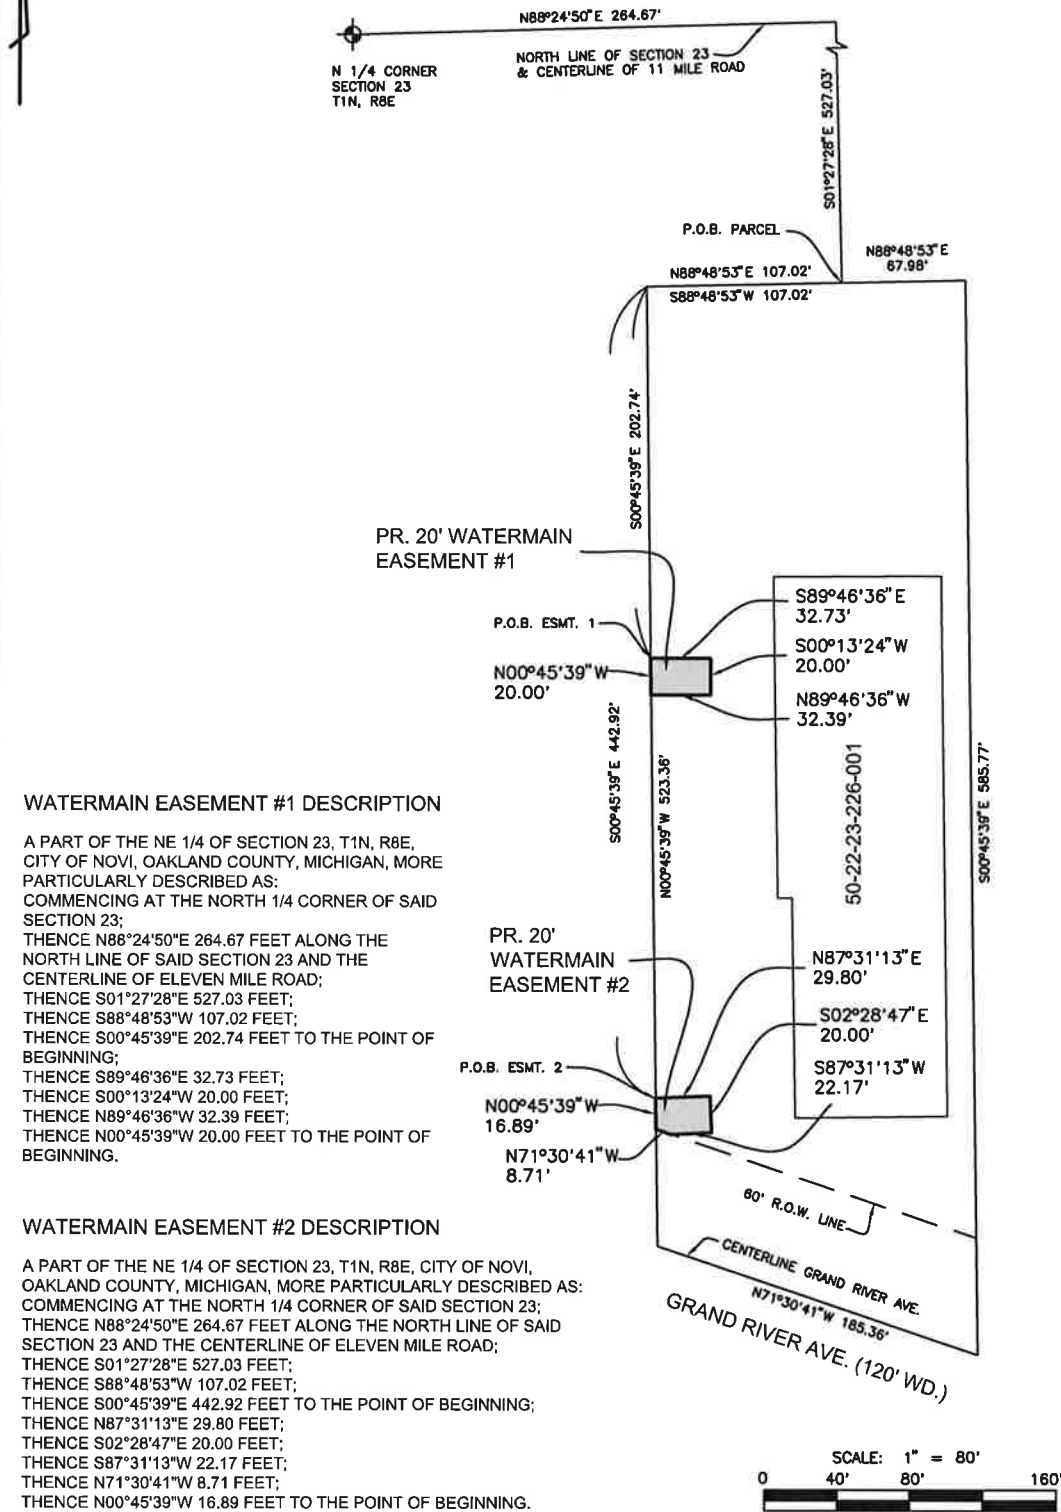 N88°24'50"E 264.67'
NORTH LINE OF SECTION 23
& CENTERLINE OF 11 MILE ROAD
N 1/4 CORNER
SECTION 23
T1N, R8E
S01°27'28"E 527.03'
P.O.B. PARCEL
N88°48'53"E
67.98'
N88°48'53"E 107.02'
S88°48'53"W 107.02'
S00°45'39"E 202.74'
PR. 20' WATERMAIN
EASEMENT #1
P.O.B. ESMT. 1
N00°45'39"W
20.00'
S89°46'36"E
32.73'
S00°13'24"W
20.00'
N89°46'36"W
32.39'
S00°45'39"E 442.92'
N00°45'39"W 523.36'
50-22-23-226-001
S00°45'39"E 585.77'
WATERMAIN EASEMENT #1 DESCRIPTION
A PART OF THE NE 1/4 OF SECTION 23, T1N, R8E,
CITY OF NOVI, OAKLAND COUNTY, MICHIGAN, MORE
PARTICULARLY DESCRIBED AS:
COMMENCING AT THE NORTH 1/4 CORNER OF SAID
SECTION 23;
THENCE N88°24'50"E 264.67 FEET ALONG THE
NORTH LINE OF SAID SECTION 23 AND THE
CENTERLINE OF ELEVEN MILE ROAD;
THENCE S01°27'28"E 527.03 FEET;
THENCE S88°48'53"W 107.02 FEET;
THENCE S00°45'39"E 202.74 FEET TO THE POINT OF
BEGINNING;
THENCE S89°46'36"E 32.73 FEET;
THENCE S00°13'24"W 20.00 FEET;
THENCE N89°46'36"W 32.39 FEET;
THENCE N00°45'39"W 20.00 FEET TO THE POINT OF
BEGINNING.
PR. 20'
WATERMAIN
EASEMENT #2
P.O.B. ESMT. 2
N00°45'39"W
16.89'
N71°30'41"W
8.71'
N87°31'13"E
29.80'
S02°28'47"E
20.00'
S87°31'13"W
22.17'
60' R.O.W. LINE
CENTERLINE GRAND RIVER AVE.
N71°30'41"W 185.36'
GRAND RIVER AVE. (120' WD.)
WATERMAIN EASEMENT #2 DESCRIPTION
A PART OF THE NE 1/4 OF SECTION 23, T1N, R8E, CITY OF NOVI,
OAKLAND COUNTY, MICHIGAN, MORE PARTICULARLY DESCRIBED AS:
COMMENCING AT THE NORTH 1/4 CORNER OF SAID SECTION 23;
THENCE N88°24'50"E 264.67 FEET ALONG THE NORTH LINE OF SAID
SECTION 23 AND THE CENTERLINE OF ELEVEN MILE ROAD;
THENCE S01°27'28"E 527.03 FEET;
THENCE S88°48'53"W 107.02 FEET;
THENCE S00°45'39"E 442.92 FEET TO THE POINT OF BEGINNING;
THENCE N87°31'13"E 29.80 FEET;
THENCE S02°28'47"E 20.00 FEET;
THENCE S87°31'13"W 22.17 FEET;
THENCE N71°30'41"W 8.71 FEET;
THENCE N00°45'39"W 16.89 FEET TO THE POINT OF BEGINNING.
SCALE: 1" = 80'
0 40' 80' 160'